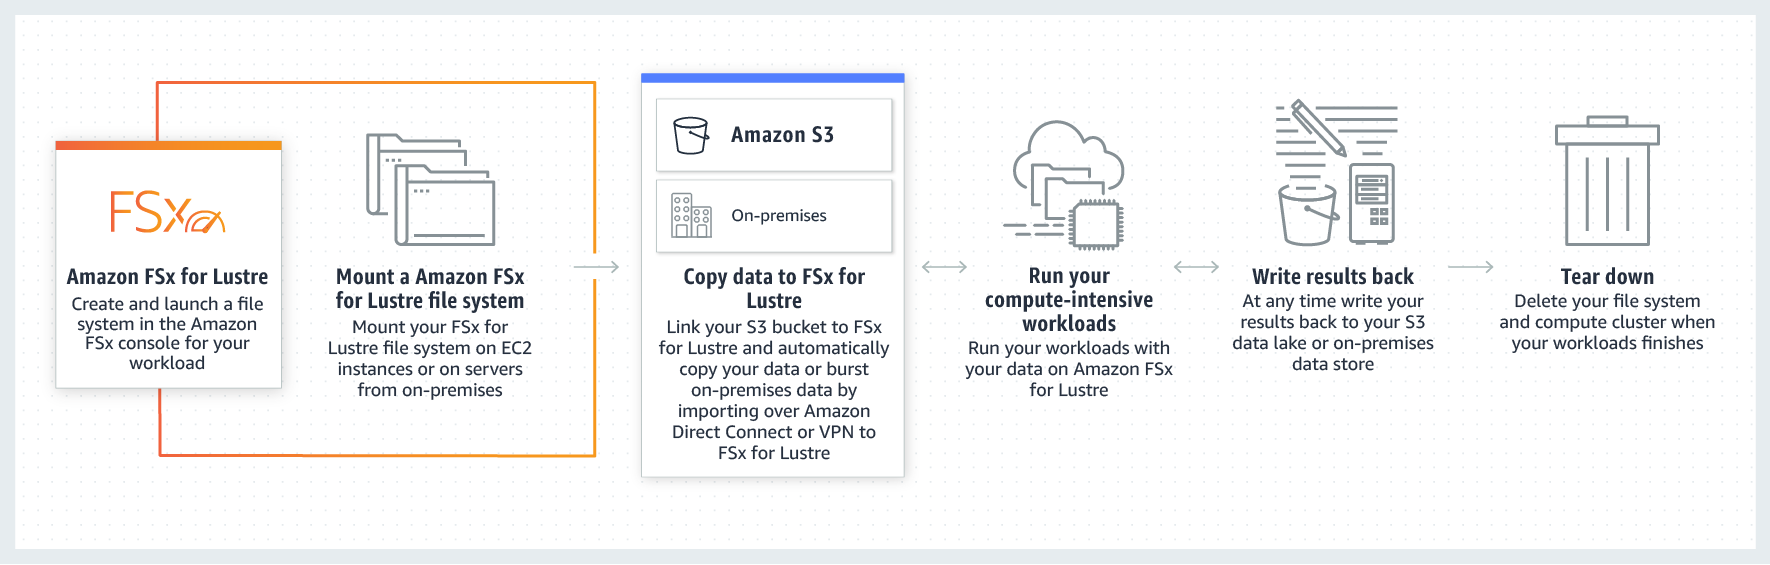 FSx
Amazon FSx for Lustre
Create and launch a file
system in the Amazon
FSx console for your
workload
Mount a Amazon FSx
for Lustre file system
Mount your FSx for
Lustre file system on EC2
instances or on servers
from on-premises
Amazon S3
On-premises
Copy data to FSx for
Lustre
Link your S3 bucket to FSx
for Lustre and automatically
copy your data or burst
on-premises data by
importing over Amazon
Direct Connect or VPN to
FSx for Lustre
Run your
compute-intensive
workloads
Run your workloads with
your data on Amazon FSx
for Lustre
Write results back
At any time write your
results back to your S3
data lake or on-premises
data store
Tear down
Delete your file system
and compute cluster when
your workloads finishes